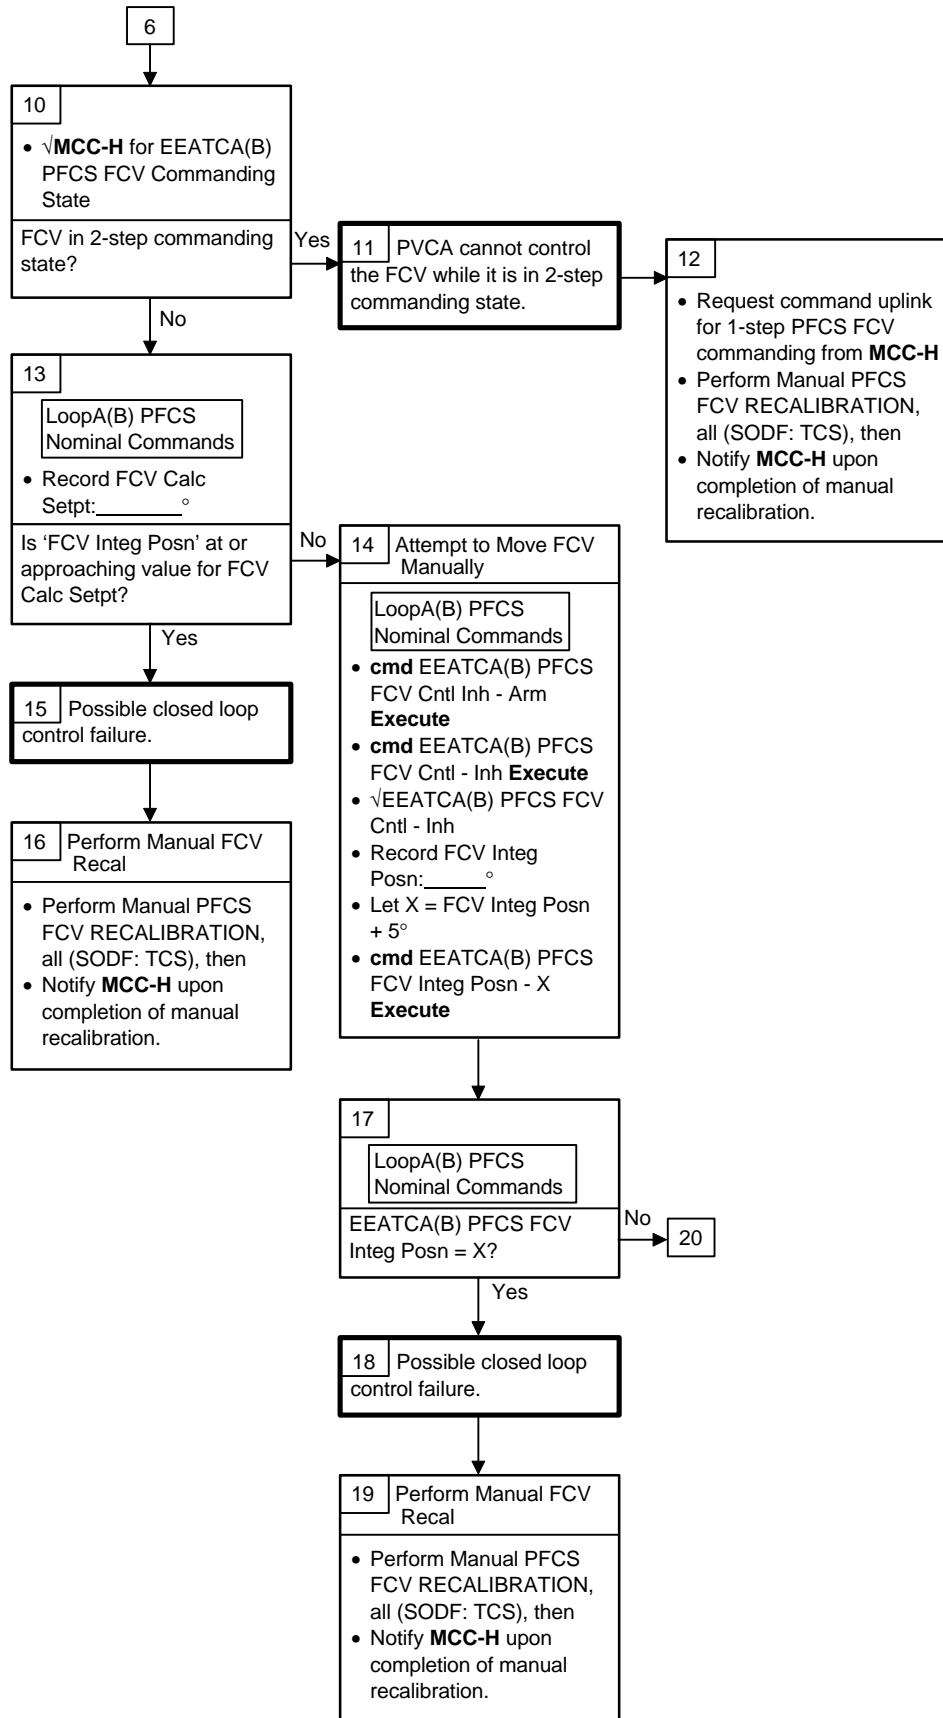 6
10
• √MCC-H for EEATCA(B)
PFCS FCV Commanding
State
FCV in 2-step commanding
state?
Yes
No
11 PVCA cannot control
the FCV while it is in 2-step
commanding state.
12
• Request command uplink
for 1-step PFCS FCV
commanding from MCC-H
• Perform Manual PFCS
FCV RECALIBRATION,
all (SODF: TCS), then
• Notify MCC-H upon
completion of manual
recalibration.
13
LoopA(B) PFCS
Nominal Commands
• Record FCV Calc
Setpt:________°
Is ‘FCV Integ Posn’ at or
approaching value for FCV
Calc Setpt?
No
Yes
14 Attempt to Move FCV
Manually
LoopA(B) PFCS
Nominal Commands
• cmd EEATCA(B) PFCS
FCV Cntl Inh - Arm
Execute
• cmd EEATCA(B) PFCS
FCV Cntl - Inh Execute
• √EEATCA(B) PFCS FCV
Cntl - Inh
• Record FCV Integ
Posn:______°
• Let X = FCV Integ Posn
+ 5°
• cmd EEATCA(B) PFCS
FCV Integ Posn - X
Execute
15 Possible closed loop
control failure.
16 Perform Manual FCV
Recal
• Perform Manual PFCS
FCV RECALIBRATION,
all (SODF: TCS), then
• Notify MCC-H upon
completion of manual
recalibration.
17
LoopA(B) PFCS
Nominal Commands
EEATCA(B) PFCS FCV
Integ Posn = X?
No
20
Yes
18 Possible closed loop
control failure.
19 Perform Manual FCV
Recal
• Perform Manual PFCS
FCV RECALIBRATION,
all (SODF: TCS), then
• Notify MCC-H upon
completion of manual
recalibration.